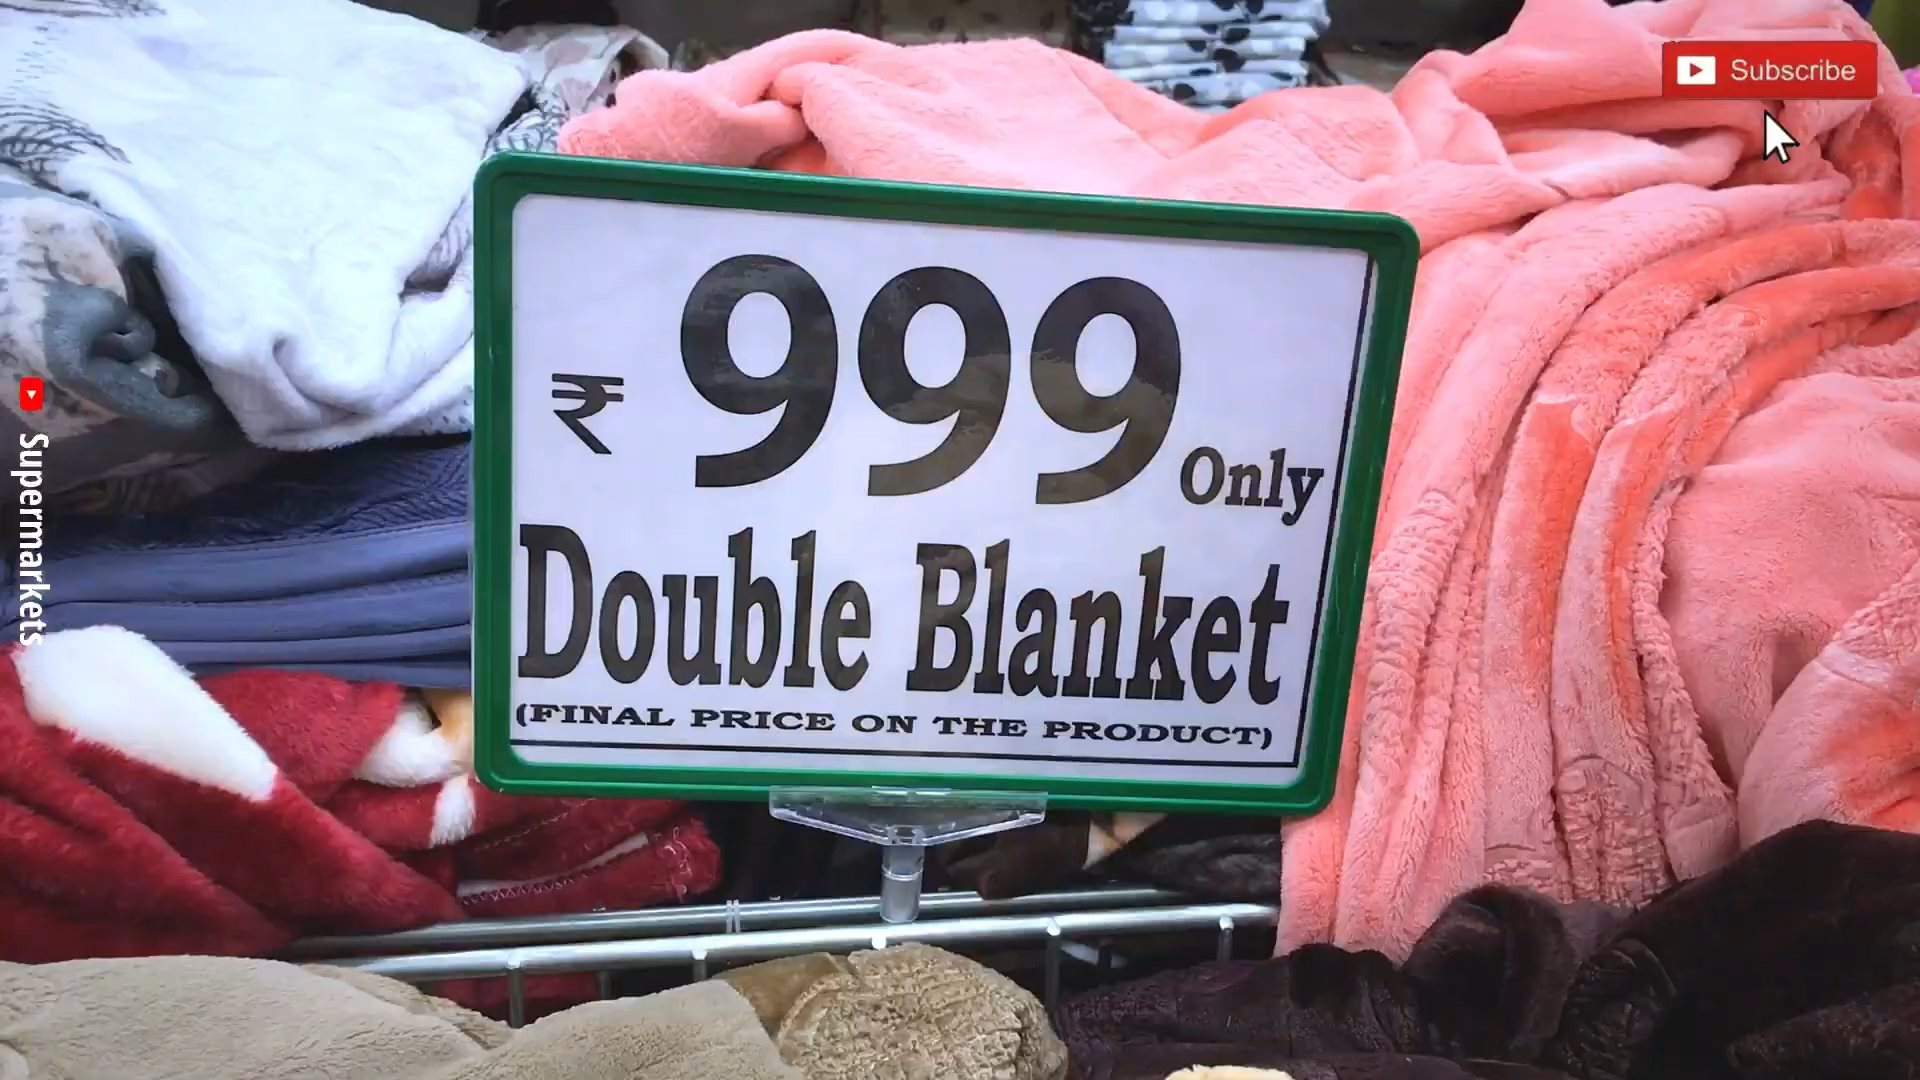 Subscribe
₹ 999 Only
Double Blanket
(FINAL PRICE ON THE PRODUCT)
Supermarkets